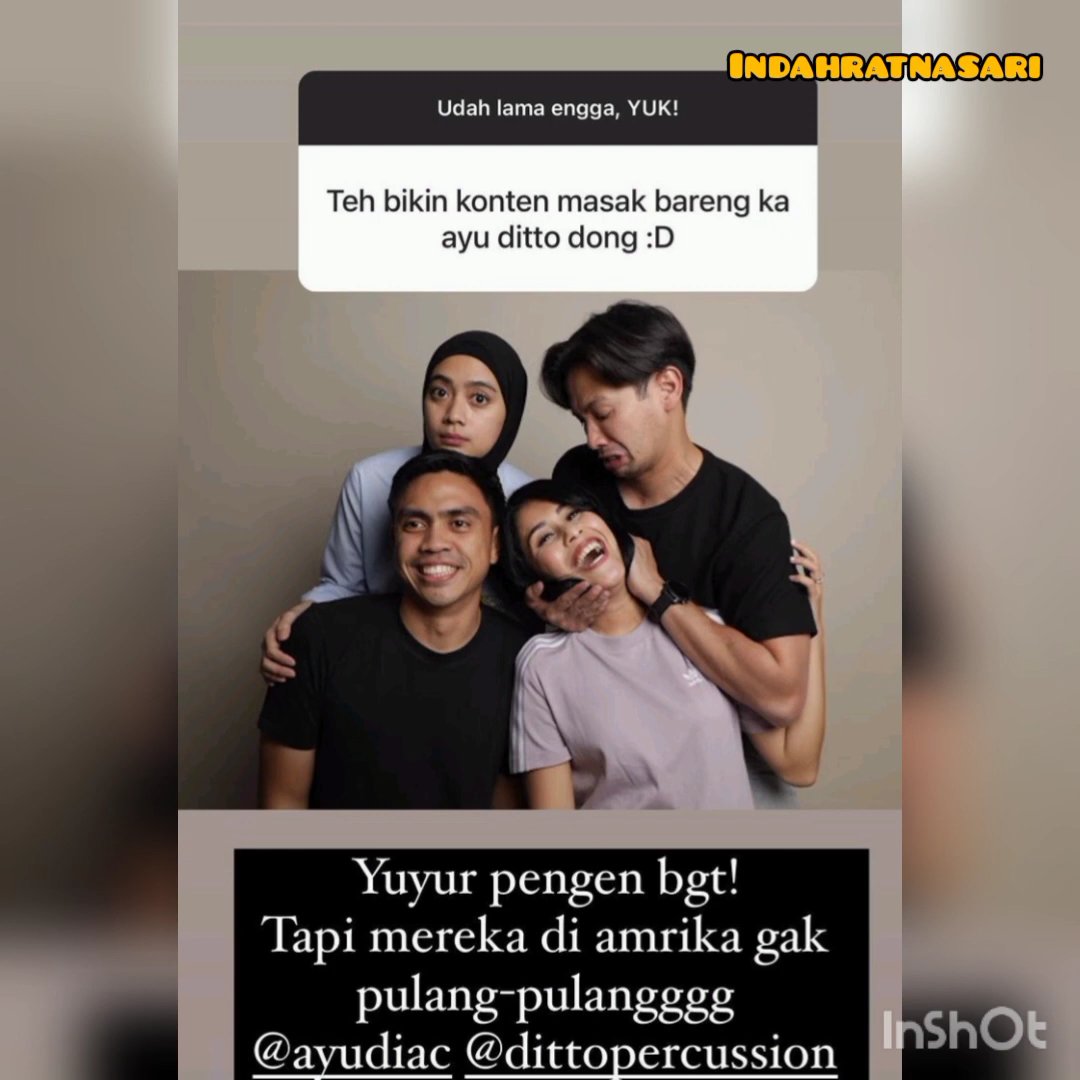 INDAHRATNASARI
Udah lama engga, YUK!
Teh bikin konten masak bareng ka
ayu ditto dong :D
Yuyur pengen bgt!
Tapi mereka di amrika gak
pulang-pulangggg
@ayudiac @dittopercussion
InShOt